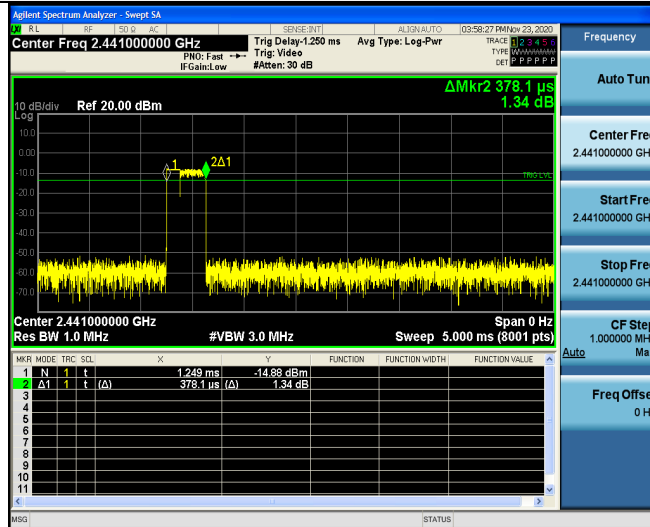 Agilent Spectrum Analyzer - Swept SA
LXI RL RF 50 Ω AC SENSE:INT ALIGN AUTO 03:58:27 PM Nov 23, 2020
Center Freq 2.441000000 GHz
PNO: Fast
IFGain:Low
Trig Delay-1.250 ms
Trig: Video
#Atten: 30 dB
Avg Type: Log-Pwr
TRACE 1 2 3 4 5 6
TYPE
DET P P P P P P
ΔMkr2 378.1 µs
1.34 dB
10 dB/div Ref 20.00 dBm
Log
10.0
0.00
-10.0
-20.0
-30.0
-40.0
-50.0
-60.0
-70.0
1
2Δ1
TRIG LVL
Center 2.441000000 GHz Span 0 Hz
Res BW 1.0 MHz #VBW 3.0 MHz Sweep 5.000 ms (8001 pts)
MKR MODE TRC SCL X Y FUNCTION FUNCTION WIDTH FUNCTION VALUE
1 N 1 t 1.249 ms -14.88 dBm
2 Δ1 1 t (Δ) 378.1 µs (Δ) 1.34 dB
3
4
5
6
7
8
9
10
11
MSG STATUS
Frequency
Auto Tun
Center Fre
2.441000000 GH
Start Fre
2.441000000 GH
Stop Fre
2.441000000 GH
CF Step
1.000000 MH
Auto Ma
Freq Offse
0 H